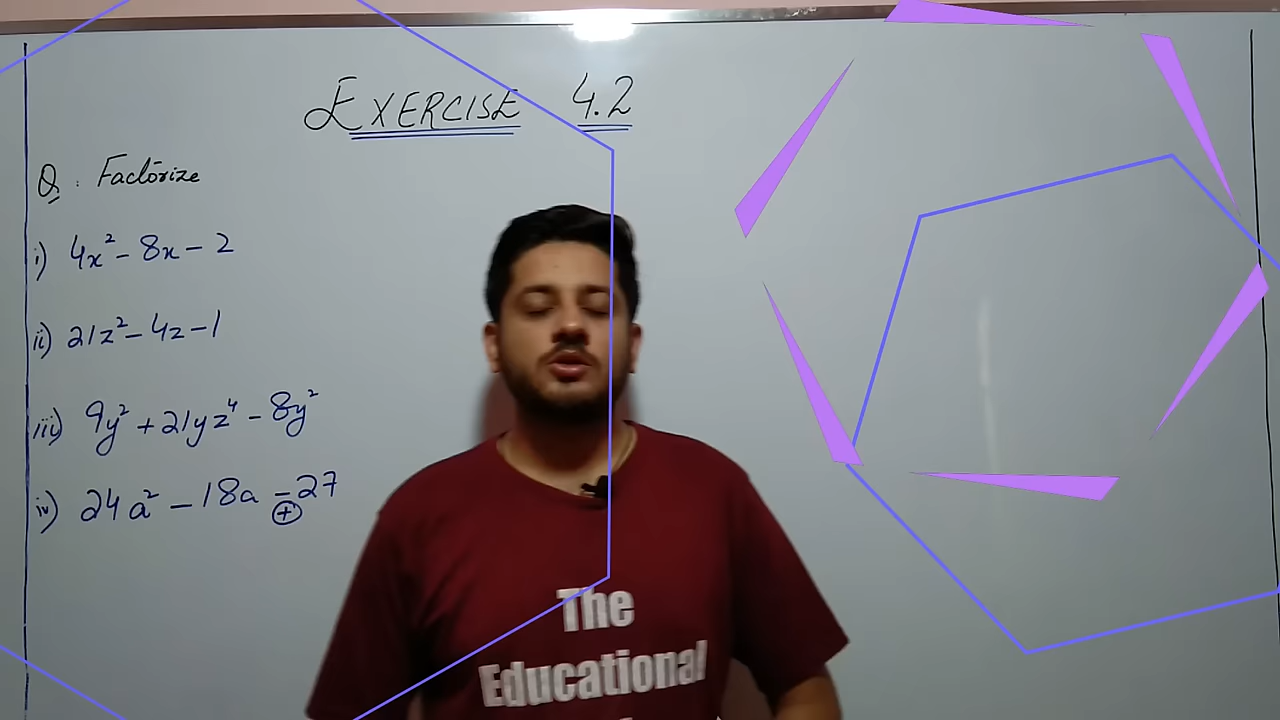 EXERCISE 4.2
Q: Factorize
i) 4x² - 8x - 2
ii) 21z² - 4z - 1
iii) 9y² + 21yz⁴ - 8y²
iv) 24a² - 18a - 27
+
The
Educational